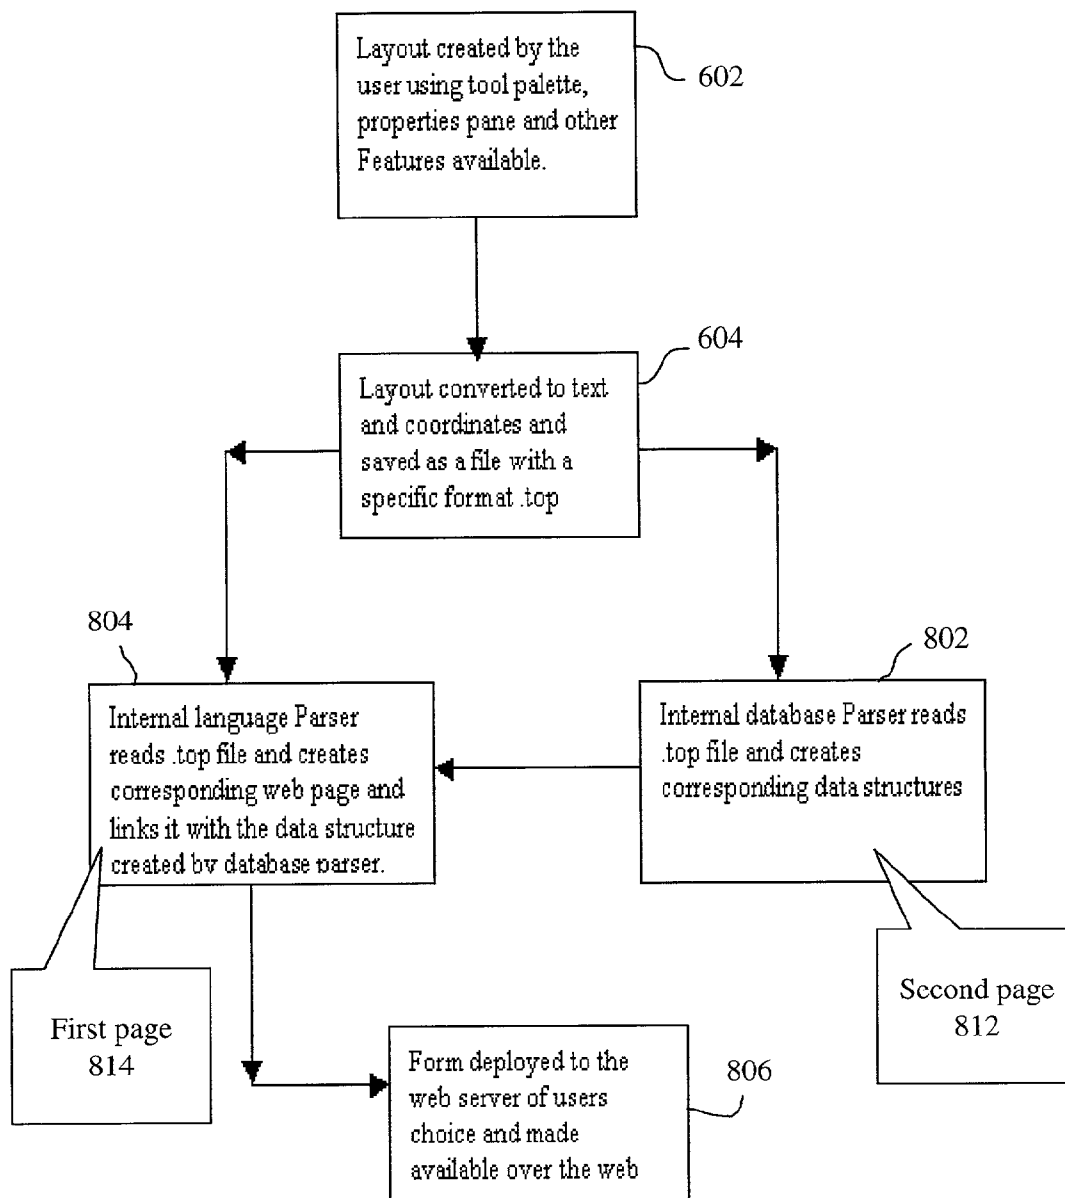 Layout created by the
user using tool palette,
properties pane and other
Features available.
602
604
Layout converted to text
and coordinates and
saved as a file with a
specific format .top
804
802
Internal language Parser
reads .top file and creates
corresponding web page and
links it with the data structure
created by database parser.
Internal database Parser reads
.top file and creates
corresponding data structures
First page
814
Second page
812
Form deployed to the
web server of users
choice and made
available over the web
806